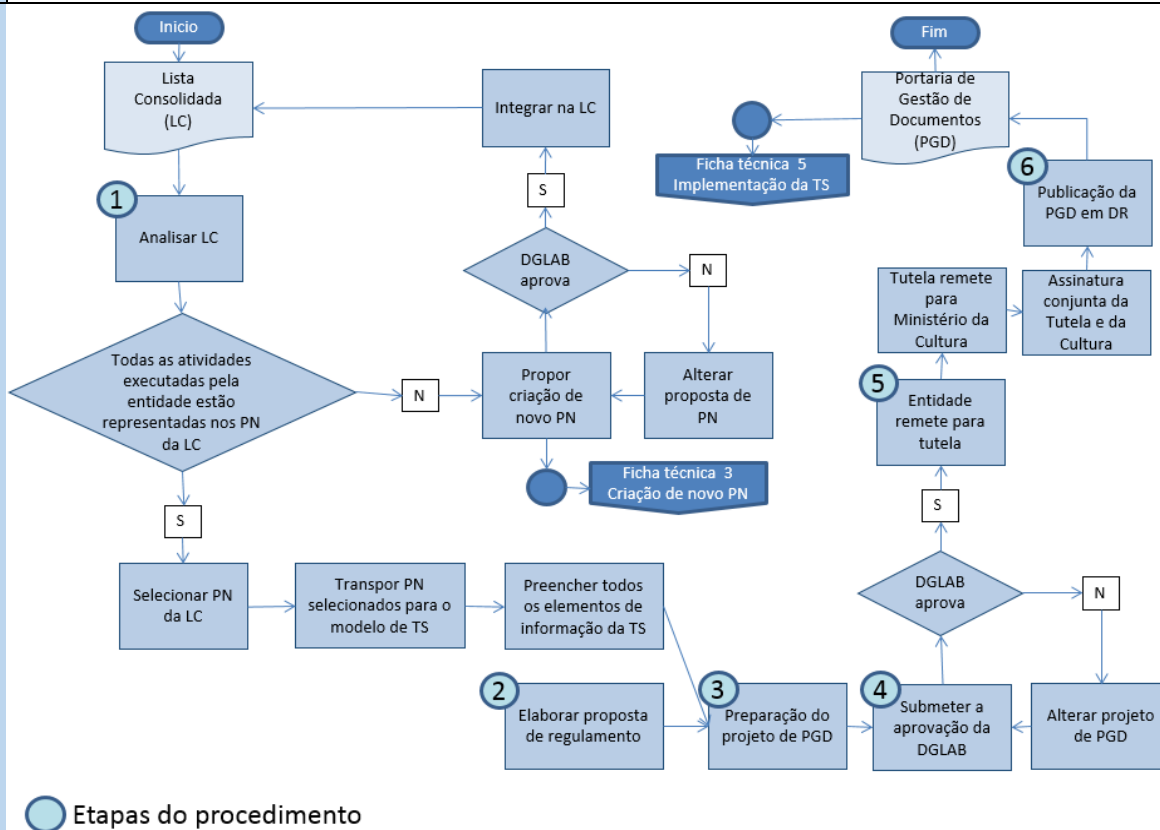 Inicio
Lista
Consolidada
(LC)
1
Analisar LC
Todas as atividades
executadas pela
entidade estão
representadas nos PN
da LC
N
S
Integrar na LC
S
DGLAB
aprova
N
Propor
criação de
novo PN
Alterar
proposta de
PN
Ficha técnica 3
Criação de novo PN
Selecionar PN
da LC
Transpor PN
selecionados para o
modelo de TS
Preencher todos
os elementos de
informação da TS
2
Elaborar proposta
de regulamento
3
Preparação do
projeto de PGD
4
Submeter a
aprovação da
DGLAB
Alterar projeto
de PGD
DGLAB
aprova
N
S
5
Entidade
remete para
tutela
Tutela remete
para
Ministério da
Cultura
Assinatura
conjunta da
Tutela e da
Cultura
6
Publicação da
PGD em DR
Portaria de
Gestão de
Documentos
(PGD)
Fim
Ficha técnica 5
Implementação da TS
Etapas do procedimento